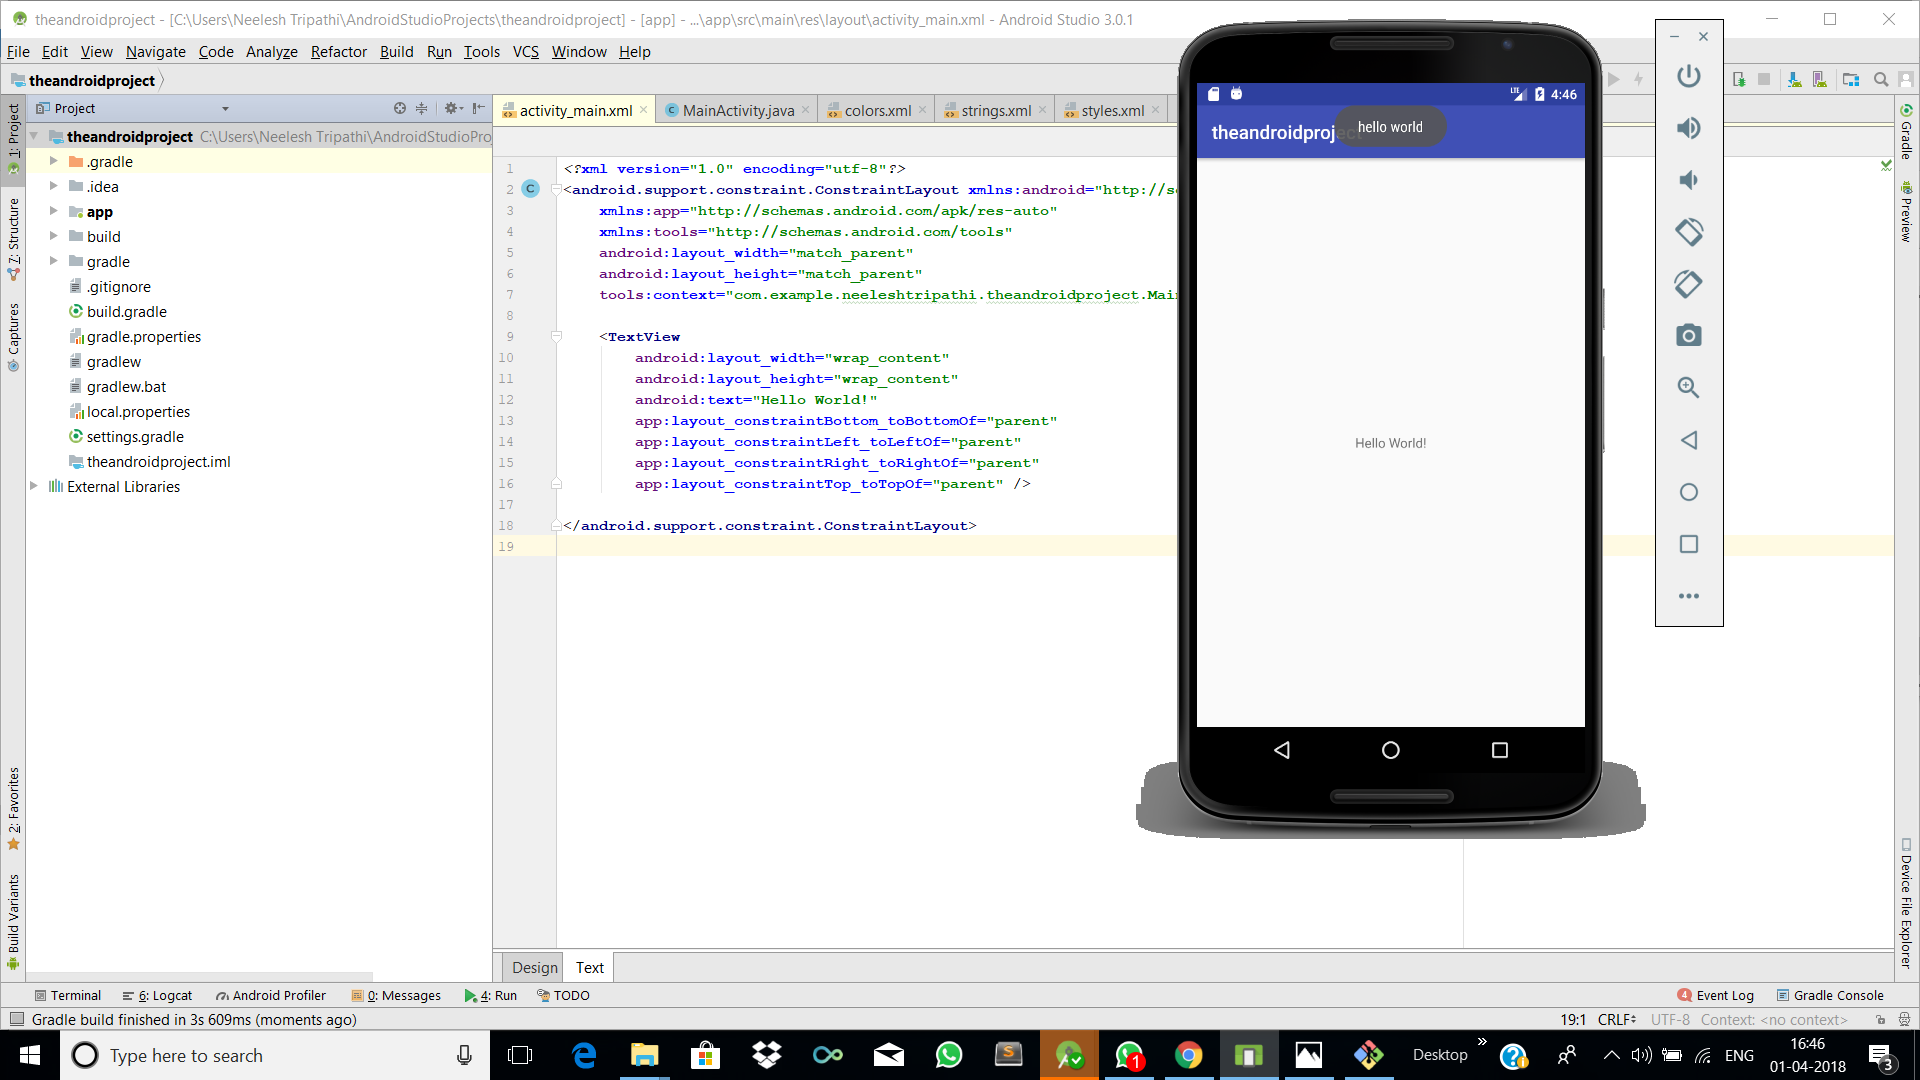 theandroidproject - [C:\Users\Neelesh Tripathi\AndroidStudioProjects\theandroidproject] - [app] - ...\app\src\main\res\layout\activity_main.xml - Android Studio 3.0.1
File Edit View Navigate Code Analyze Refactor Build Run Tools VCS Window Help
theandroidproject
Project
activity_main.xml MainActivity.java colors.xml strings.xml styles.xml
1: Project
7: Structure
Captures
2: Favorites
Build Variants
theandroidproject C:\Users\Neelesh Tripathi\AndroidStudioPro
.gradle
.idea
app
build
gradle
.gitignore
build.gradle
gradle.properties
gradlew
gradlew.bat
local.properties
settings.gradle
theandroidproject.iml
External Libraries
1 <?xml version="1.0" encoding="utf-8"?>
2 C <android.support.constraint.ConstraintLayout xmlns:android="http://s
3 xmlns:app="http://schemas.android.com/apk/res-auto"
4 xmlns:tools="http://schemas.android.com/tools"
5 android:layout_width="match_parent"
6 android:layout_height="match_parent"
7 tools:context="com.example.neeleshtripathi.theandroidproject.Mai
8
9 <TextView
10 android:layout_width="wrap_content"
11 android:layout_height="wrap_content"
12 android:text="Hello World!"
13 app:layout_constraintBottom_toBottomOf="parent"
14 app:layout_constraintLeft_toLeftOf="parent"
15 app:layout_constraintRight_toRightOf="parent"
16 app:layout_constraintTop_toTopOf="parent" />
17
18 </android.support.constraint.ConstraintLayout>
19
LTE 4:46
theandroidproject
hello world
Hello World!
Gradle
Preview
Device File Explorer
Design Text
Terminal 6: Logcat Android Profiler 0: Messages 4: Run TODO 4 Event Log Gradle Console
Gradle build finished in 3s 609ms (moments ago) 19:1 CRLF UTF-8 Context: <no context>
Type here to search
1
Desktop
ENG
16:46
01-04-2018
3